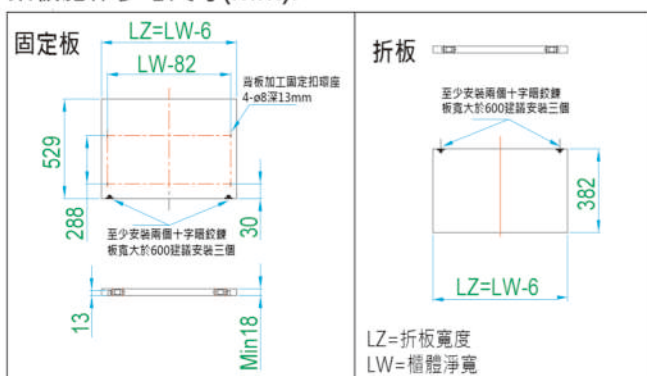 固定板
LZ=LW-6
LW-82
背板加工固定扣環座
4-ø8深13mm
529
288
30
至少安裝兩個十字暗鉸鍊
板寬大於600建議安裝三個
13
Min18
折板
至少安裝兩個十字暗鉸鍊
板寬大於600建議安裝三個
382
LZ=LW-6
LZ=折板寬度
LW=櫃體淨寬